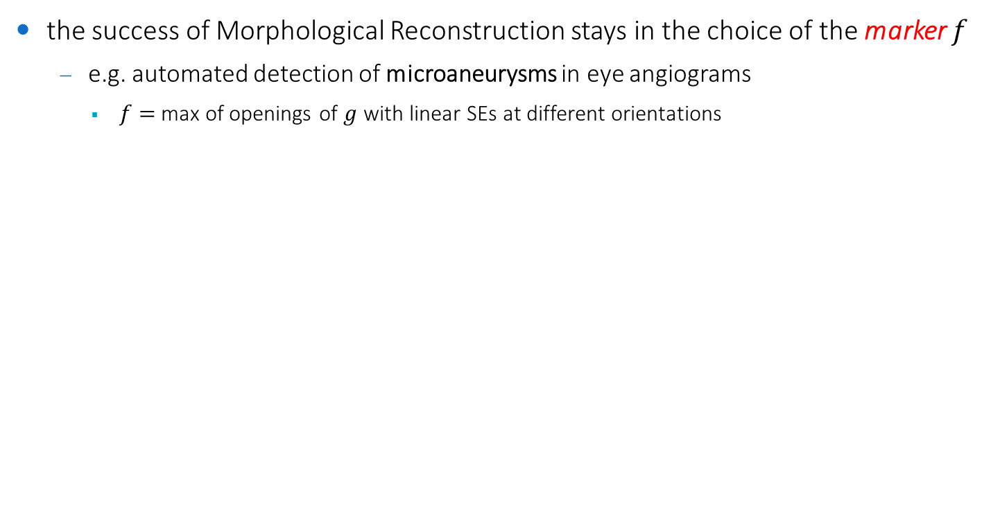 • the success of Morphological Reconstruction stays in the choice of the marker f
– e.g. automated detection of microaneurysms in eye angiograms
▪ f = max of openings of g with linear SEs at different orientations